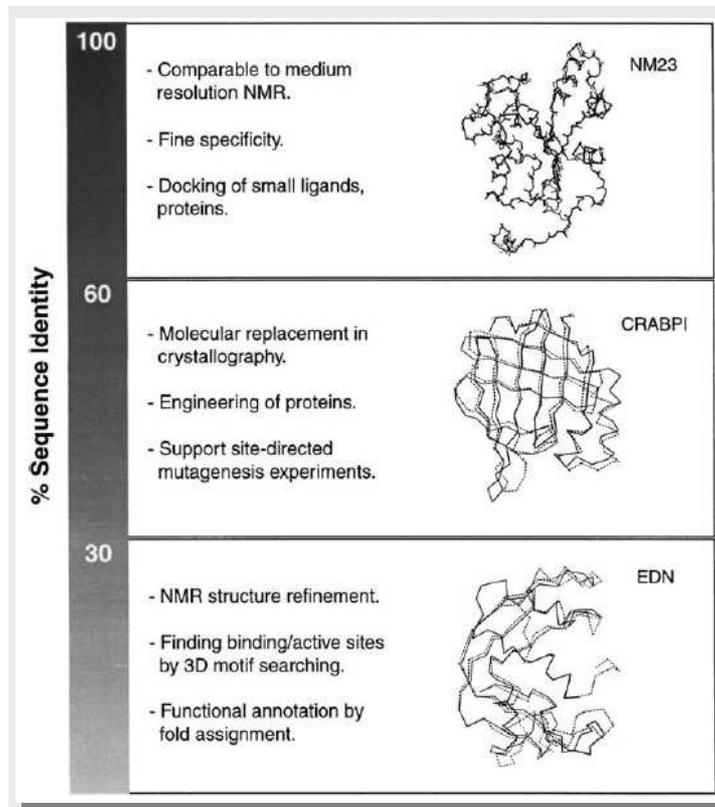 % Sequence Identity
100
- Comparable to medium
resolution NMR.
- Fine specificity.
- Docking of small ligands,
proteins.
NM23
60
- Molecular replacement in
crystallography.
- Engineering of proteins.
- Support site-directed
mutagenesis experiments.
CRABPI
30
- NMR structure refinement.
- Finding binding/active sites
by 3D motif searching.
- Functional annotation by
fold assignment.
EDN